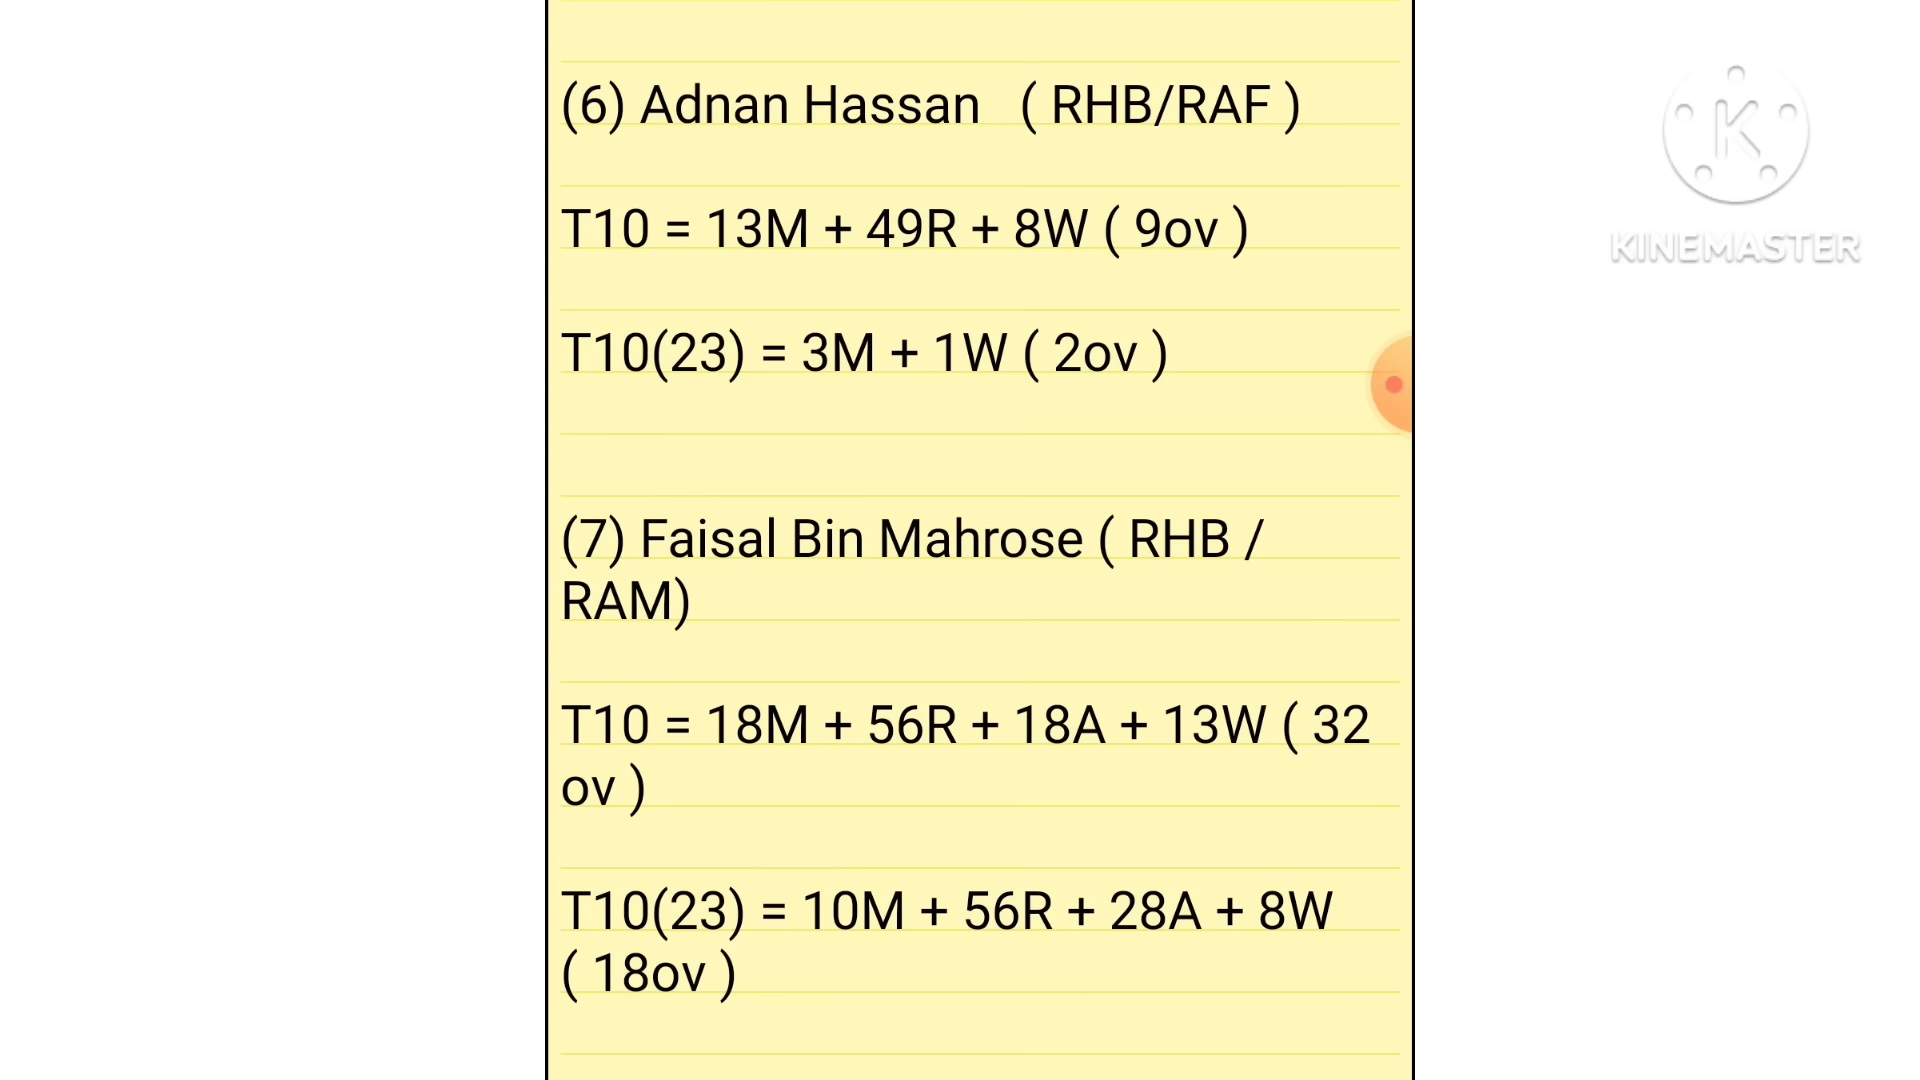 (6) Adnan Hassan ( RHB/RAF )
T10 = 13M + 49R + 8W ( 9ov )
T10(23) = 3M + 1W ( 2ov )
(7) Faisal Bin Mahrose ( RHB /
RAM)
T10 = 18M + 56R + 18A + 13W ( 32
ov )
T10(23) = 10M + 56R + 28A + 8W
( 18ov )
K
KINEMASTER